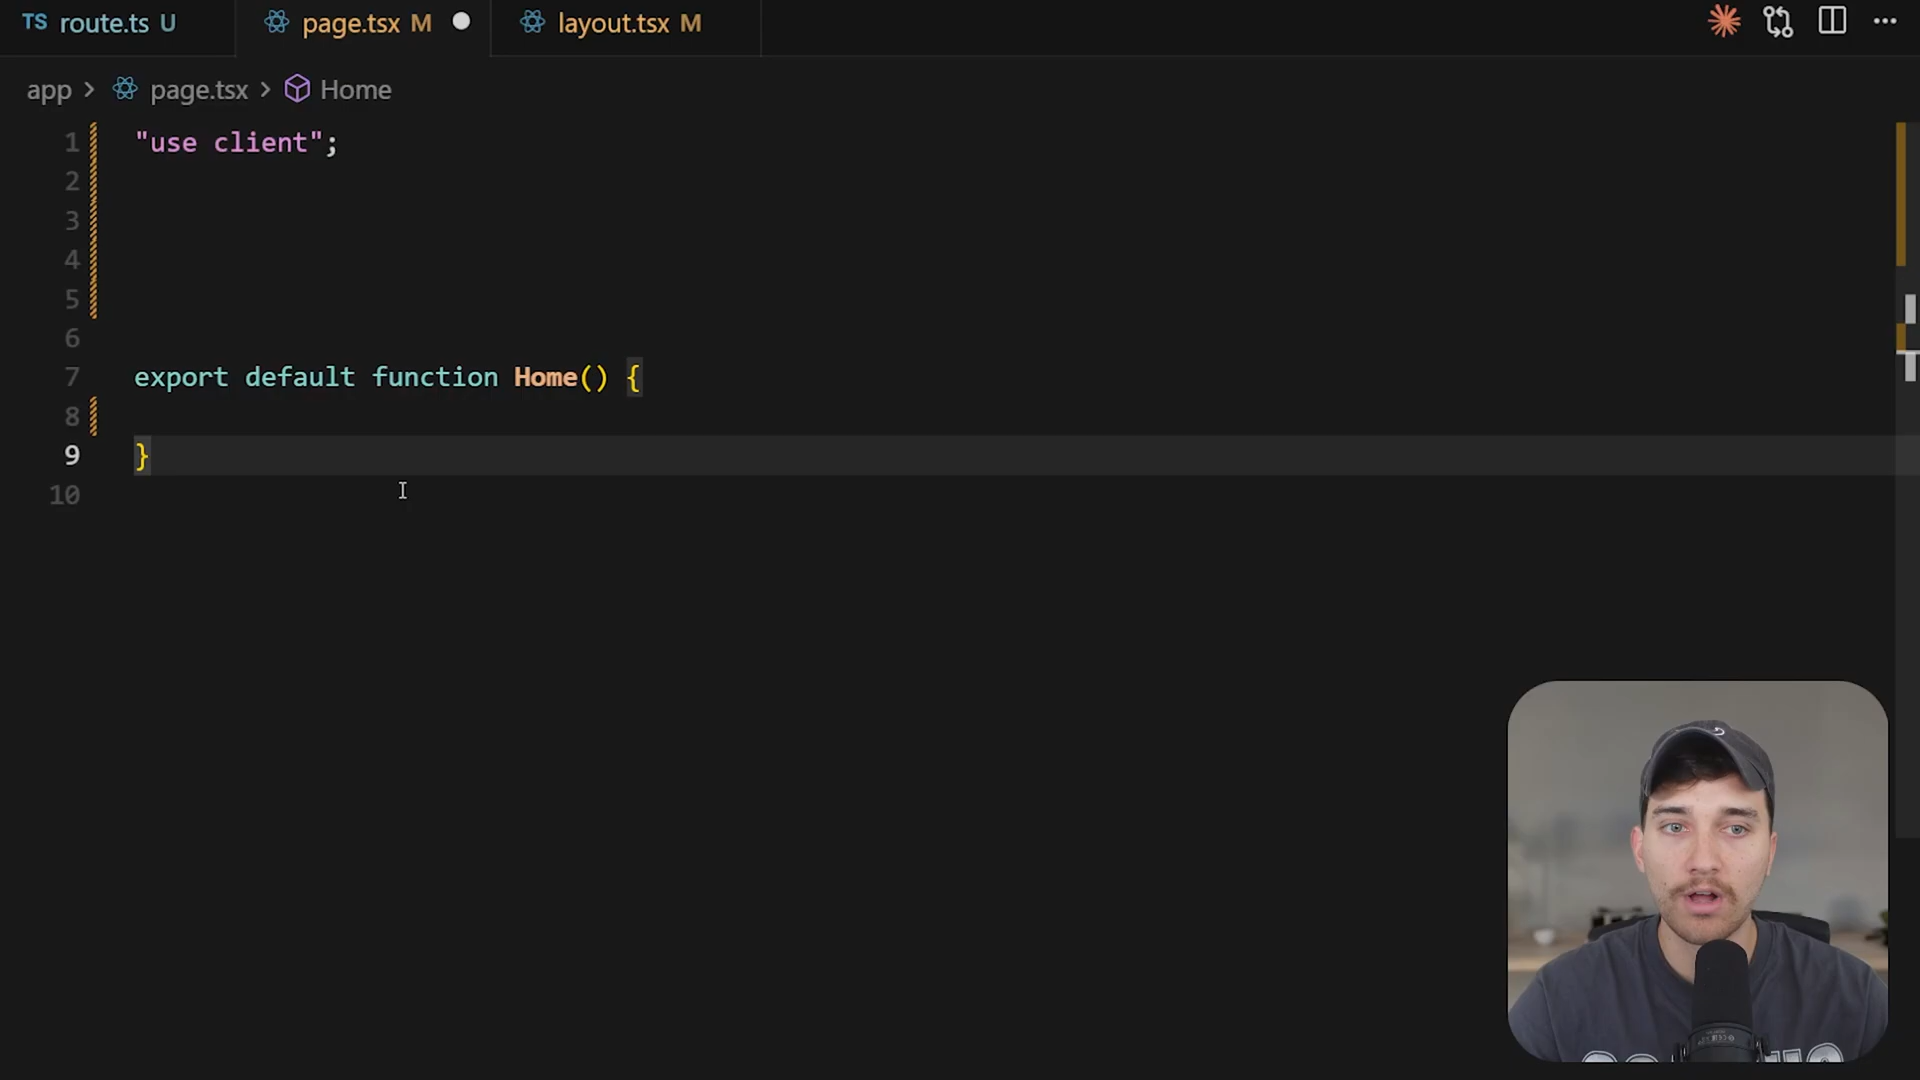 TS route.ts U page.tsx M layout.tsx M
app > page.tsx > Home
1 "use client";
2
3
4
5
6
7 export default function Home() {
8
9 }
10